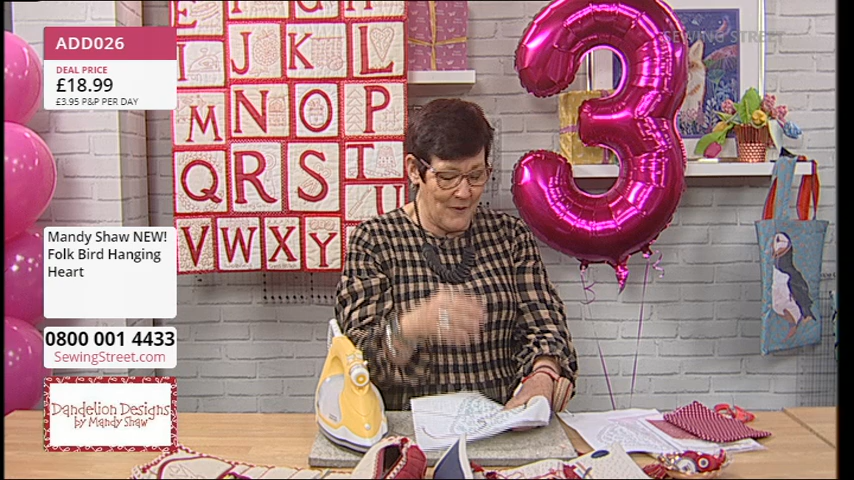 ADD026
DEAL PRICE
£18.99
£3.95 P&P PER DAY
Mandy Shaw NEW!
Folk Bird Hanging
Heart
0800 001 4433
SewingStreet.com
Dandelion Designs
by Mandy Shaw
SEWING STREET
J K L
M N O P
Q R S T U
V W X Y
3